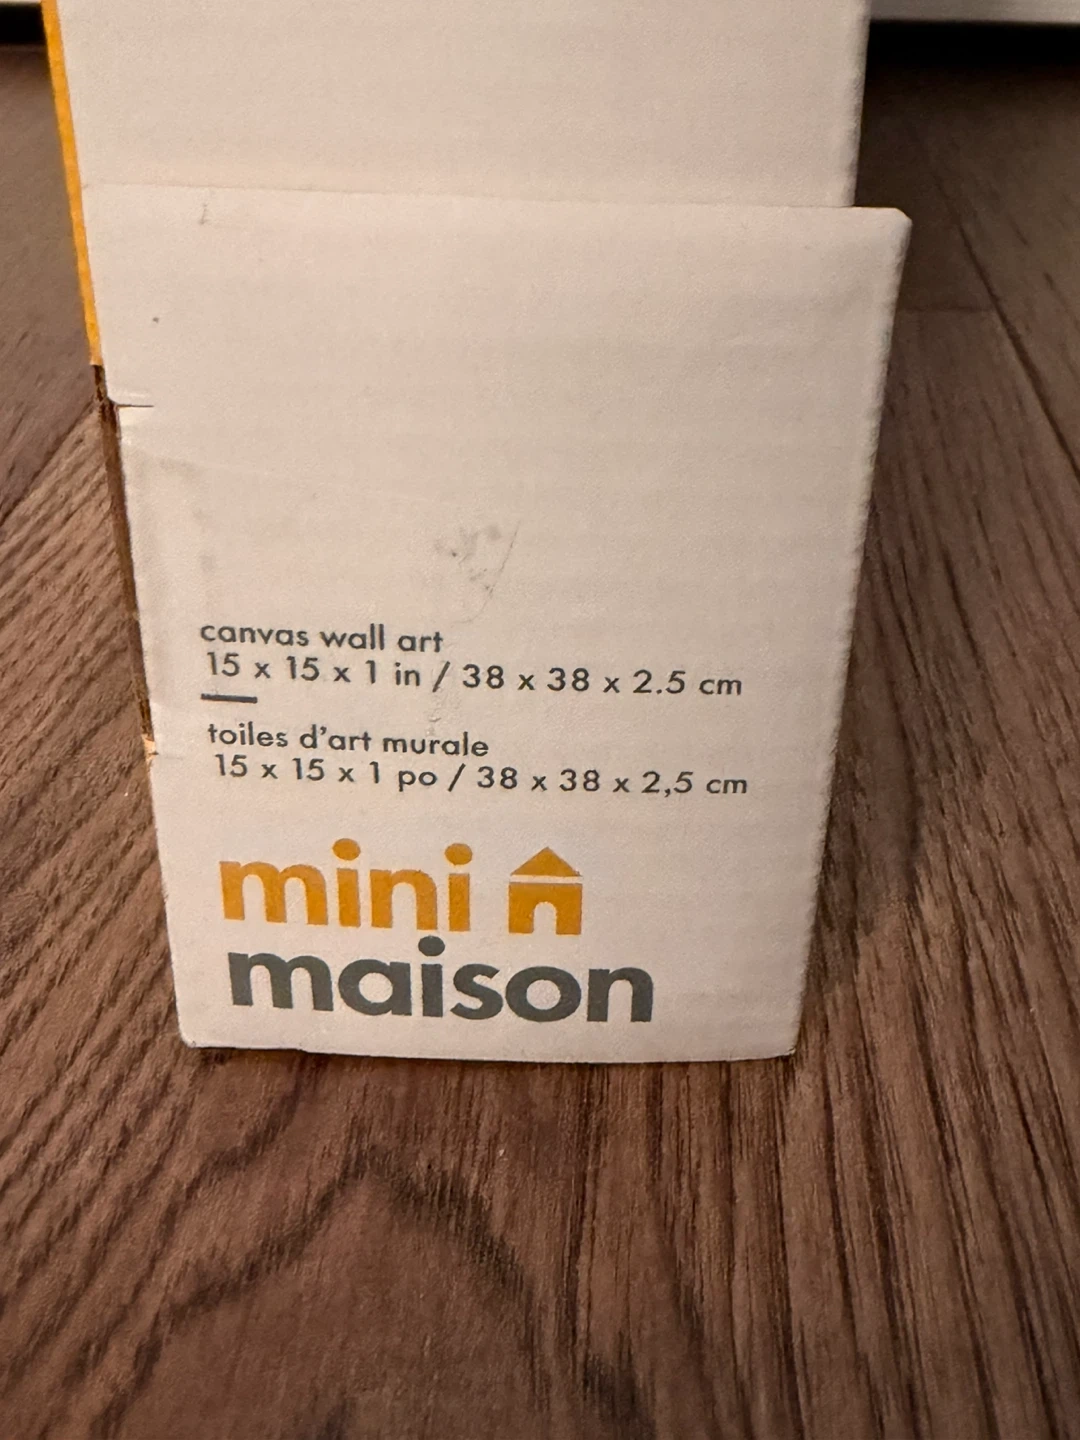 canvas wall art
15 x 15 x 1 in / 38 x 38 x 2.5 cm
toiles d'art murale
15 x 15 x 1 po / 38 x 38 x 2,5 cm
mini
maison